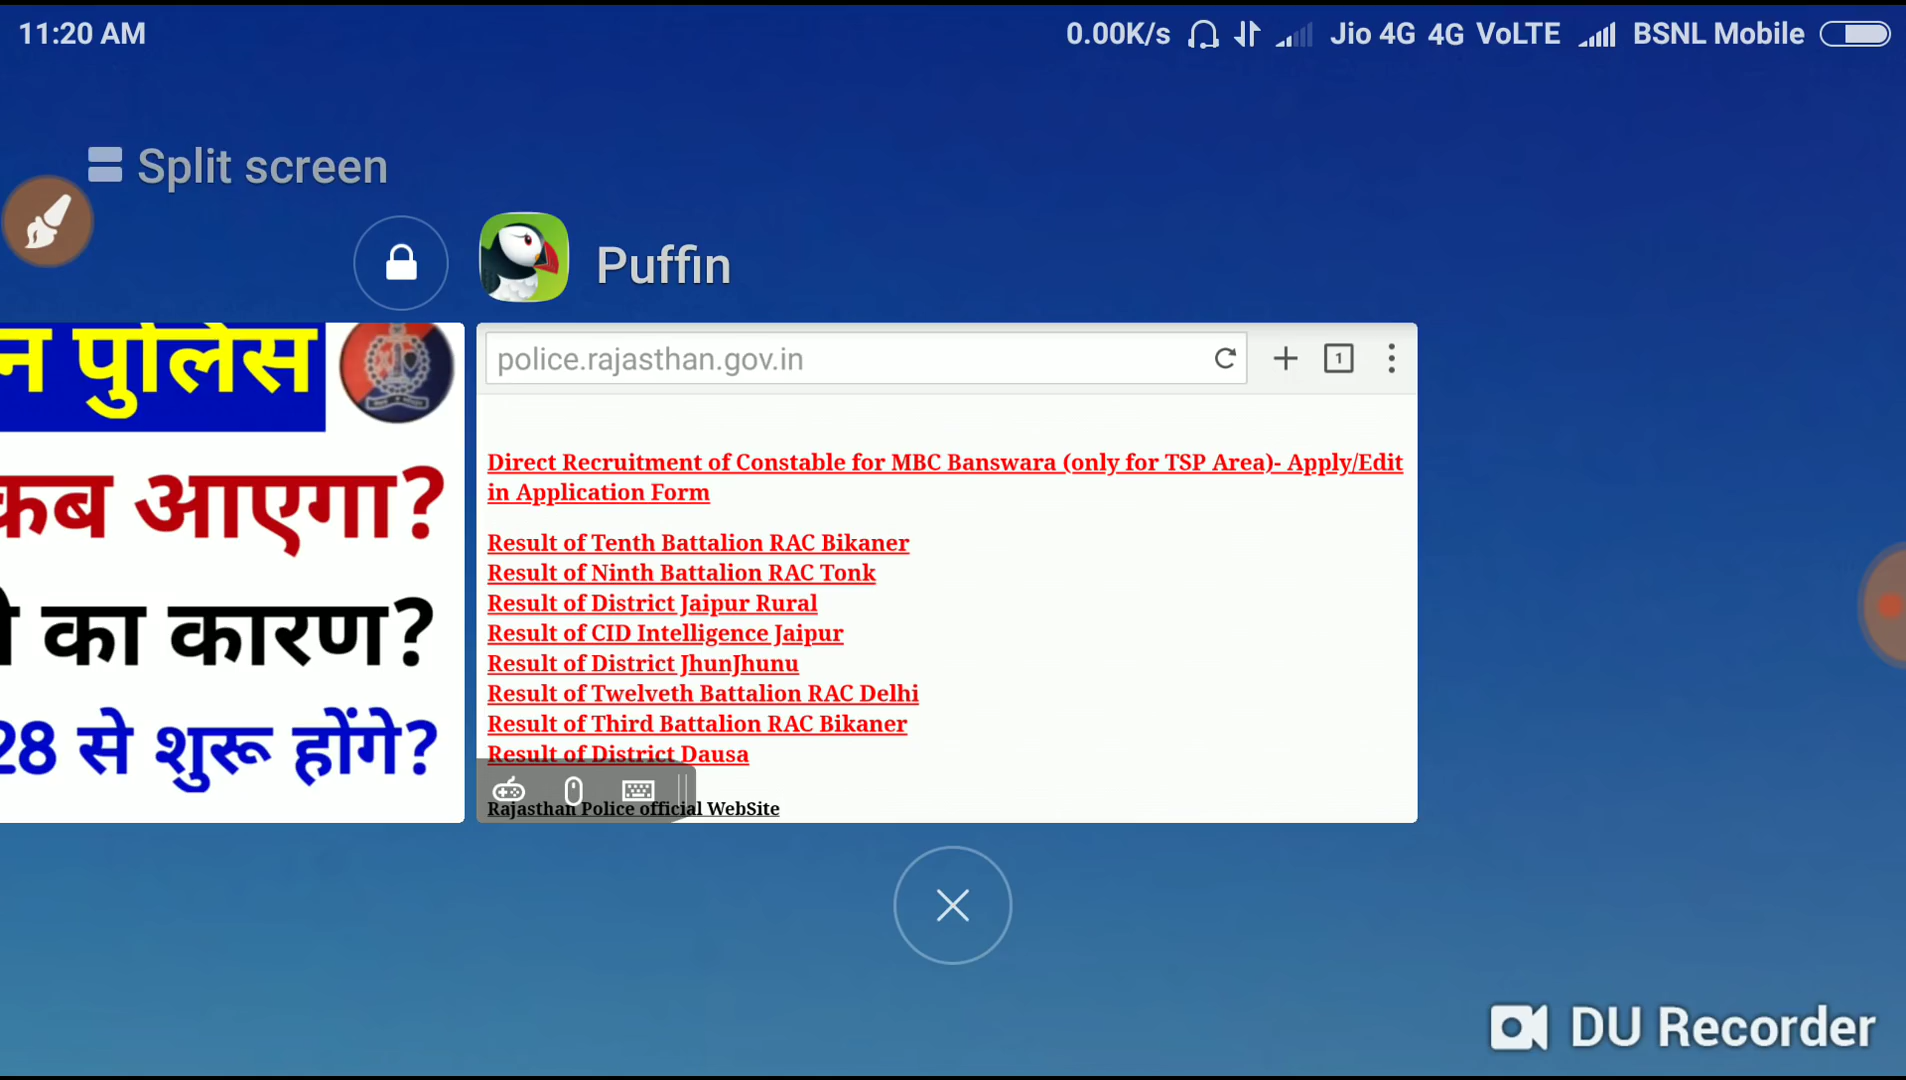 11:20 AM
0.00K/s Jio 4G 4G VoLTE BSNL Mobile
Split screen
Puffin
पुलिस
कब आएगा?
का कारण?
28 से शुरू होंगे?
police.rajasthan.gov.in
1
Direct Recruitment of Constable for MBC Banswara (only for TSP Area)- Apply/Edit
in Application Form
Result of Tenth Battalion RAC Bikaner
Result of Ninth Battalion RAC Tonk
Result of District Jaipur Rural
Result of CID Intelligence Jaipur
Result of District JhunJhunu
Result of Twelveth Battalion RAC Delhi
Result of Third Battalion RAC Bikaner
Result of District Dausa
Rajasthan Police official WebSite
DU Recorder